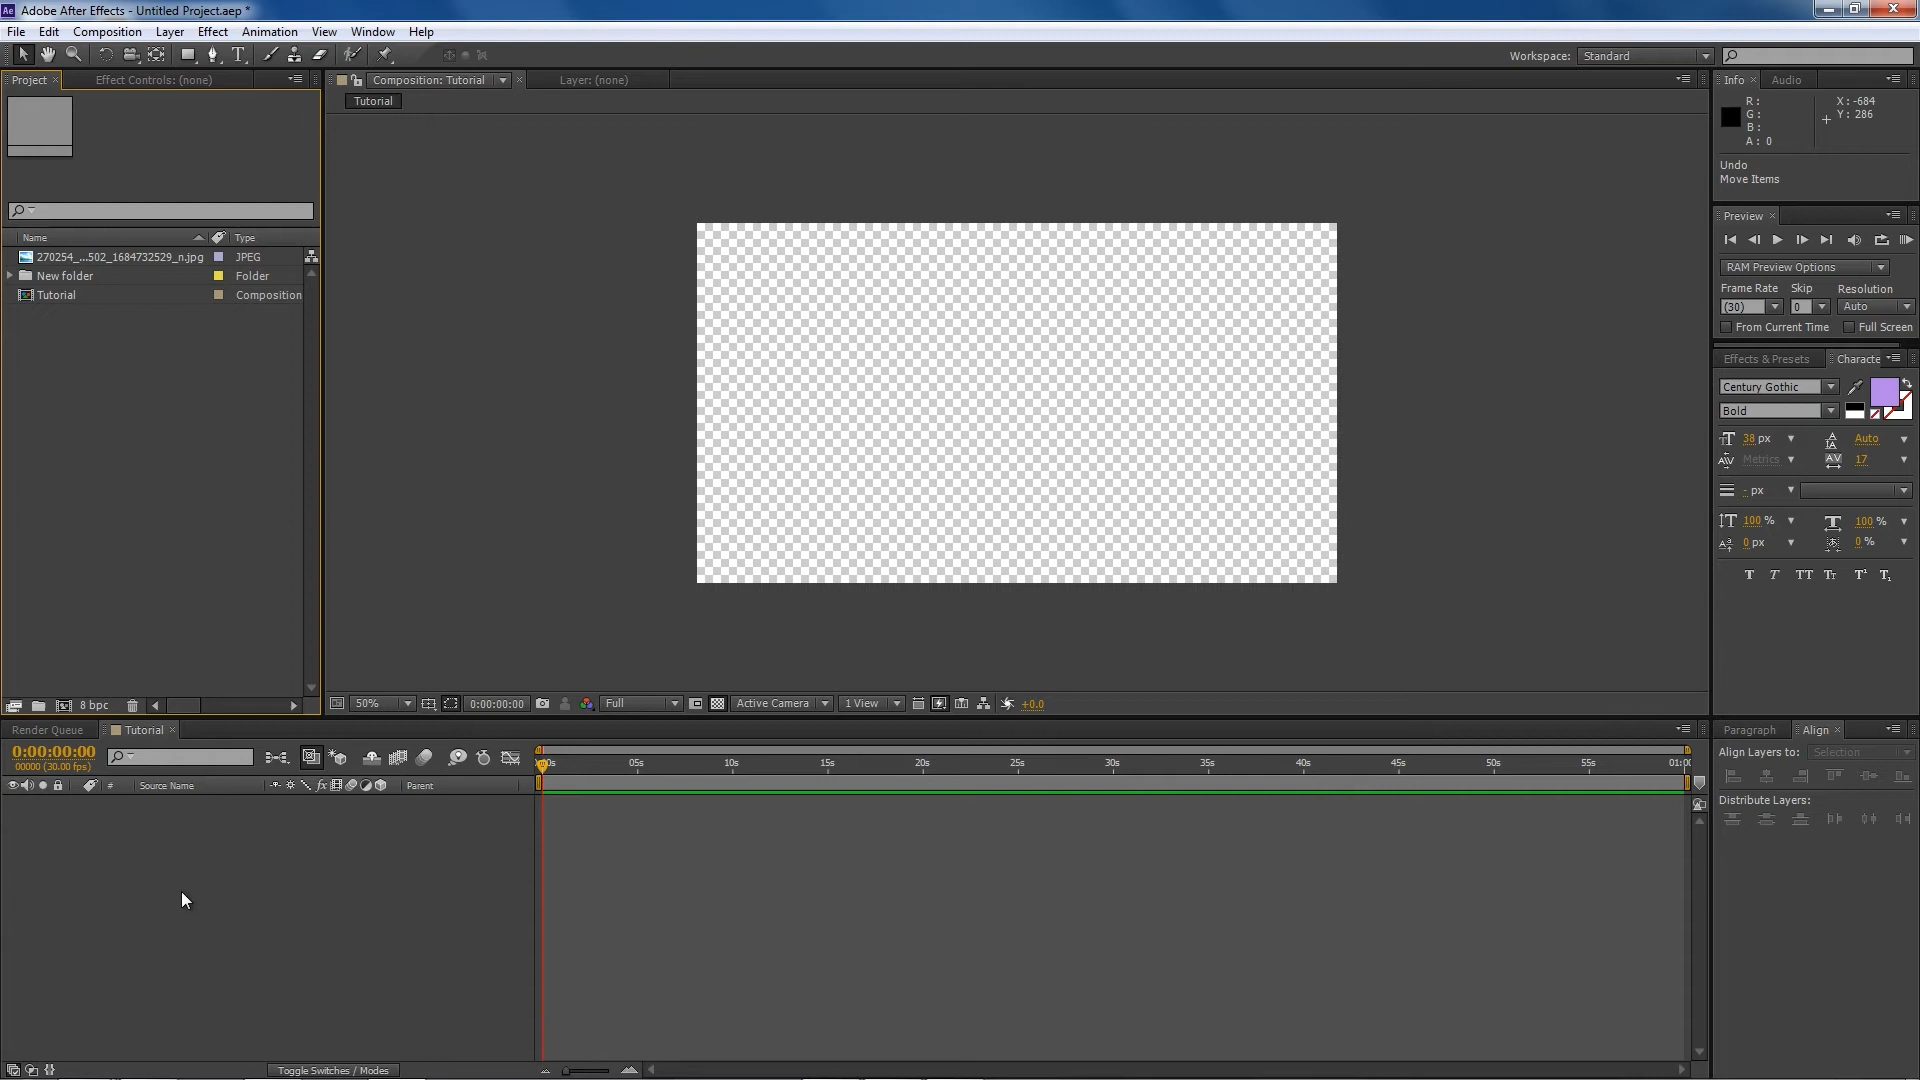 Adobe After Effects - Untitled Project.aep *
File Edit Composition Layer Effect Animation View Window Help
Workspace: Standard
Project Effect Controls: (none)
Composition: Tutorial Layer: (none)
Tutorial
Info Audio
R:
G:
B:
A: 0
X: -684
Y: 286
Undo
Move Items
Name Type
270254_...502_1684732529_n.jpg JPEG
New folder Folder
Tutorial Composition
Preview
RAM Preview Options
Frame Rate Skip Resolution
(30) 0 Auto
From Current Time Full Screen
Effects & Presets Characte
Century Gothic
Bold
38 px Auto
Metrics 17
- px
100 % 100 %
0 px 0 %
T T TT Tt T¹ T₁
8 bpc
50% 0:00:00:00 Full Active Camera 1 View +0.0
Render Queue Tutorial
0:00:00:00
00000 (30.00 fps)
# Source Name fx Parent
05s 10s 15s 20s 25s 30s 35s 40s 45s 50s 55s
Toggle Switches / Modes
Paragraph Align
Align Layers to: Selection
Distribute Layers: